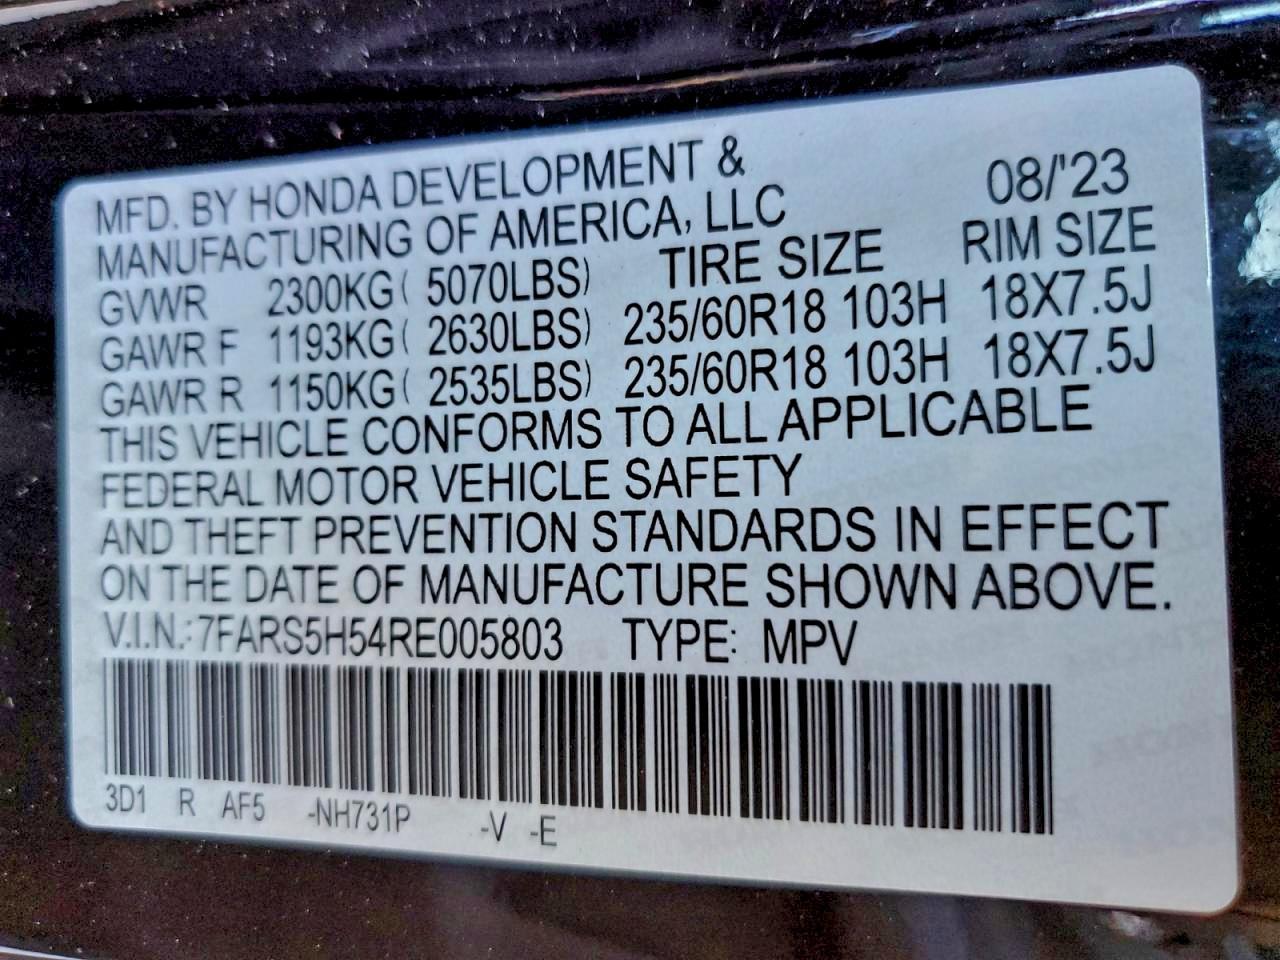 MFD. BY HONDA DEVELOPMENT & 08/'23
MANUFACTURING OF AMERICA, LLC
TIRE SIZE RIM SIZE
GVWR 2300KG( 5070LBS)
GAWR F 1193KG( 2630LBS) 235/60R18 103H 18X7.5J
GAWR R 1150KG( 2535LBS) 235/60R18 103H 18X7.5J
THIS VEHICLE CONFORMS TO ALL APPLICABLE
FEDERAL MOTOR VEHICLE SAFETY
AND THEFT PREVENTION STANDARDS IN EFFECT
ON THE DATE OF MANUFACTURE SHOWN ABOVE.
V.I.N.:7FARS5H54RE005803 TYPE: MPV
3D1 R AF5 -NH731P -V -E